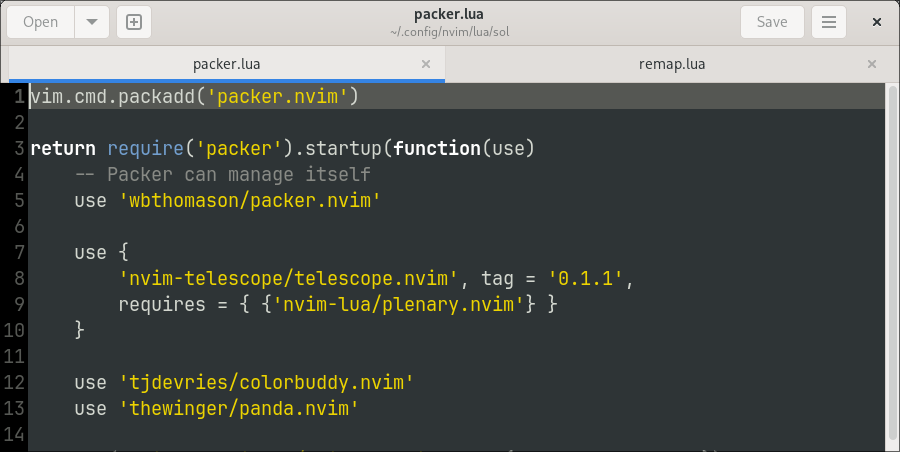 Open
packer.lua
~/.config/nvim/lua/sol
Save
packer.lua
remap.lua
1 vim.cmd.packadd('packer.nvim')
2
3 return require('packer').startup(function(use)
4     -- Packer can manage itself
5     use 'wbthomason/packer.nvim'
6
7     use {
8         'nvim-telescope/telescope.nvim', tag = '0.1.1',
9         requires = { {'nvim-lua/plenary.nvim'} }
10     }
11
12     use 'tjdevries/colorbuddy.nvim'
13     use 'thewinger/panda.nvim'
14